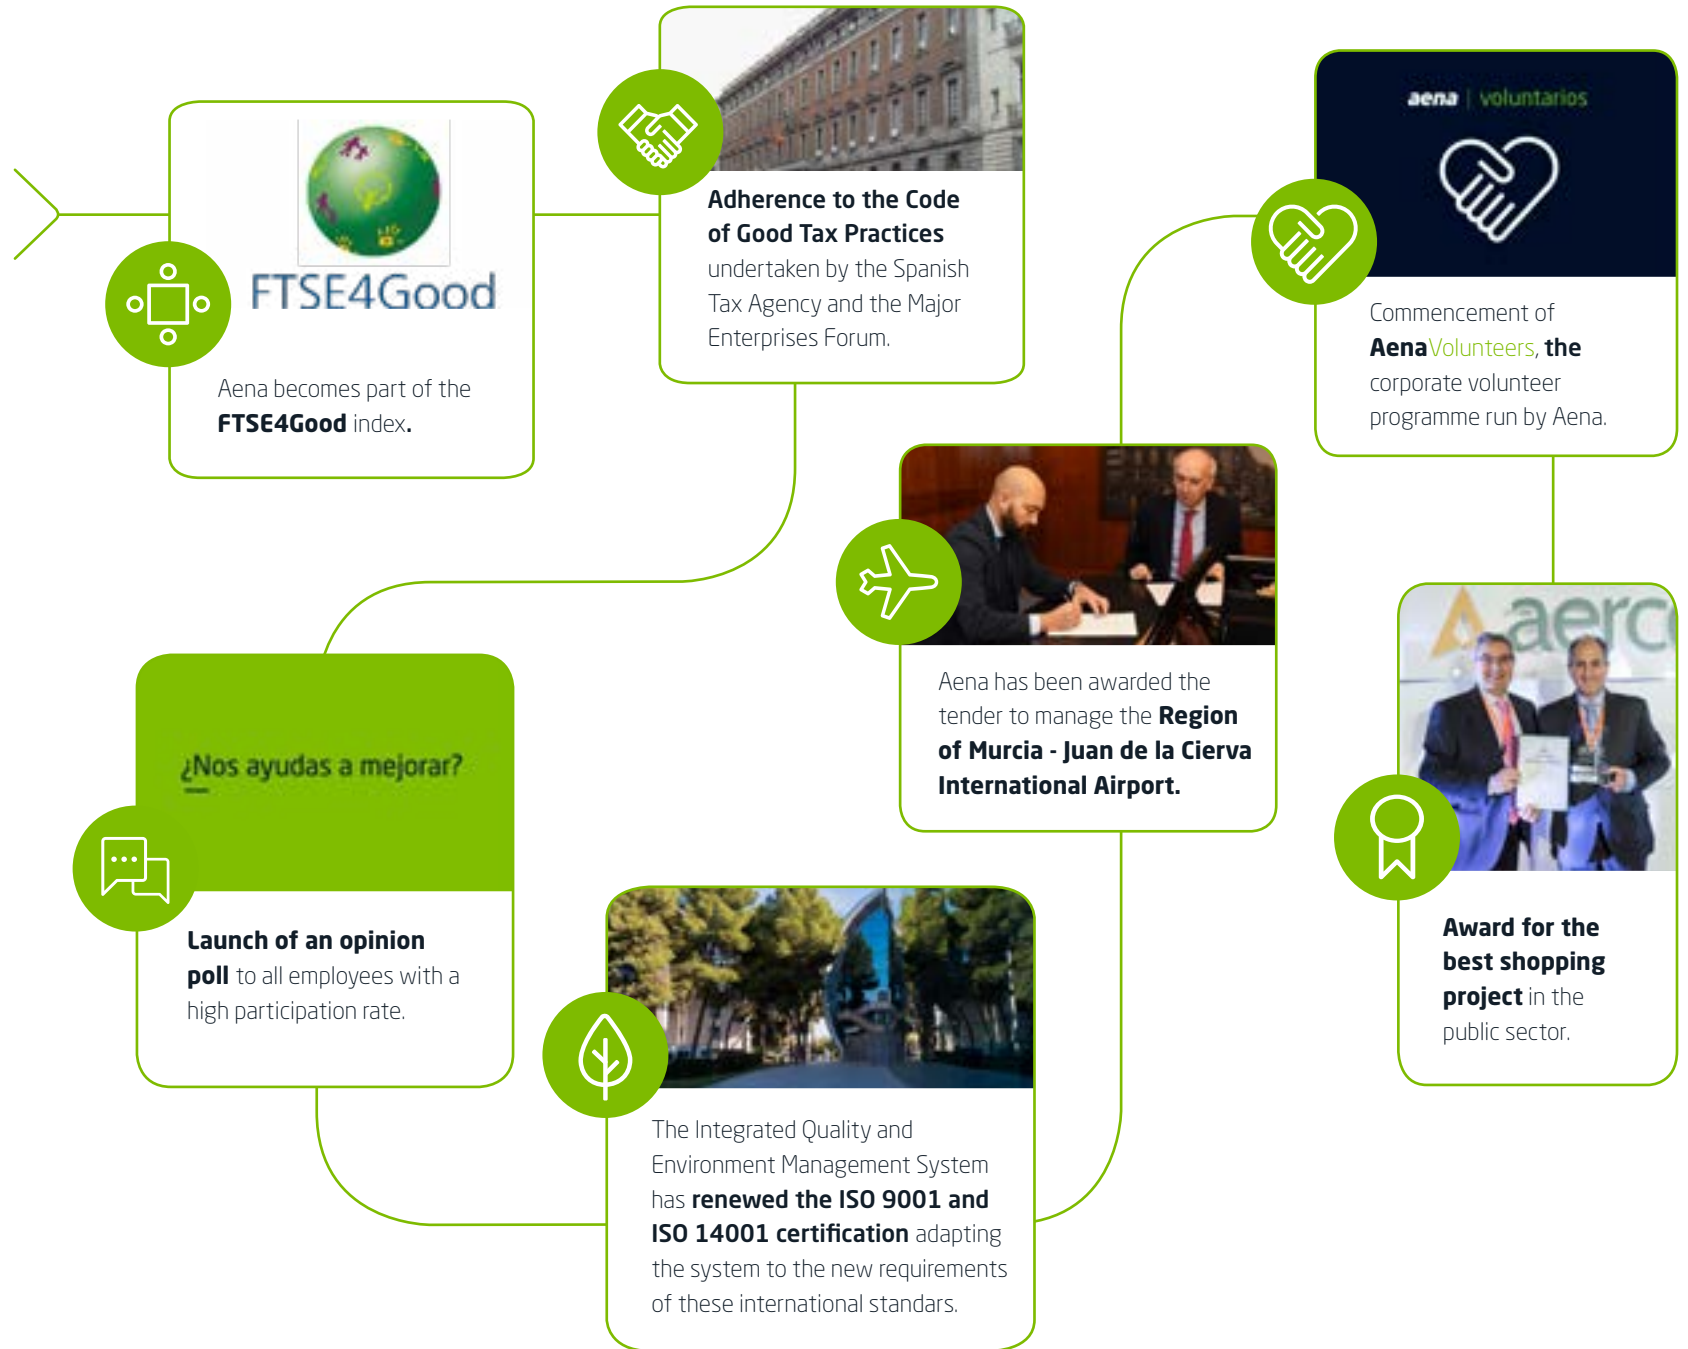 FTSE4Good
Aena becomes part of the
FTSE4Good index.
Adherence to the Code
of Good Tax Practices
undertaken by the Spanish
Tax Agency and the Major
Enterprises Forum.
¿Nos ayudas a mejorar?
Launch of an opinion
poll to all employees with a
high participation rate.
The Integrated Quality and
Environment Management System
has renewed the ISO 9001 and
ISO 14001 certification adapting
the system to the new requirements
of these international standars.
Aena has been awarded the
tender to manage the Region
of Murcia - Juan de la Cierva
International Airport.
aena | voluntarios
Commencement of
AenaVolunteers, the
corporate volunteer
programme run by Aena.
aerc
Award for the
best shopping
project in the
public sector.